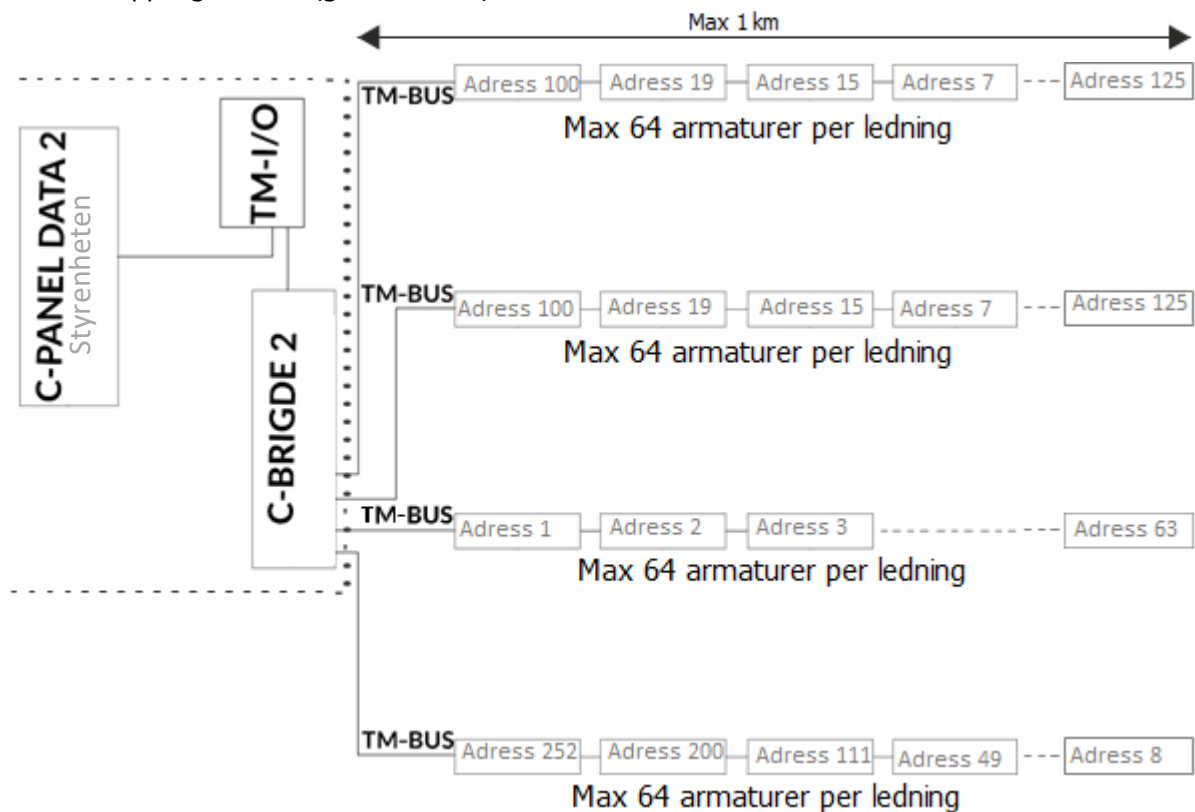 Max 1 km
TM-BUS
Adress 100
Adress 19
Adress 15
Adress 7
Adress 125
Max 64 armaturer per ledning
TM-I/O
C-PANEL DATA 2
Styrenheten
TM-BUS
Adress 100
Adress 19
Adress 15
Adress 7
Adress 125
Max 64 armaturer per ledning
C-BRIGDE 2
TM-BUS
Adress 1
Adress 2
Adress 3
Adress 63
Max 64 armaturer per ledning
TM-BUS
Adress 252
Adress 200
Adress 111
Adress 49
Adress 8
Max 64 armaturer per ledning